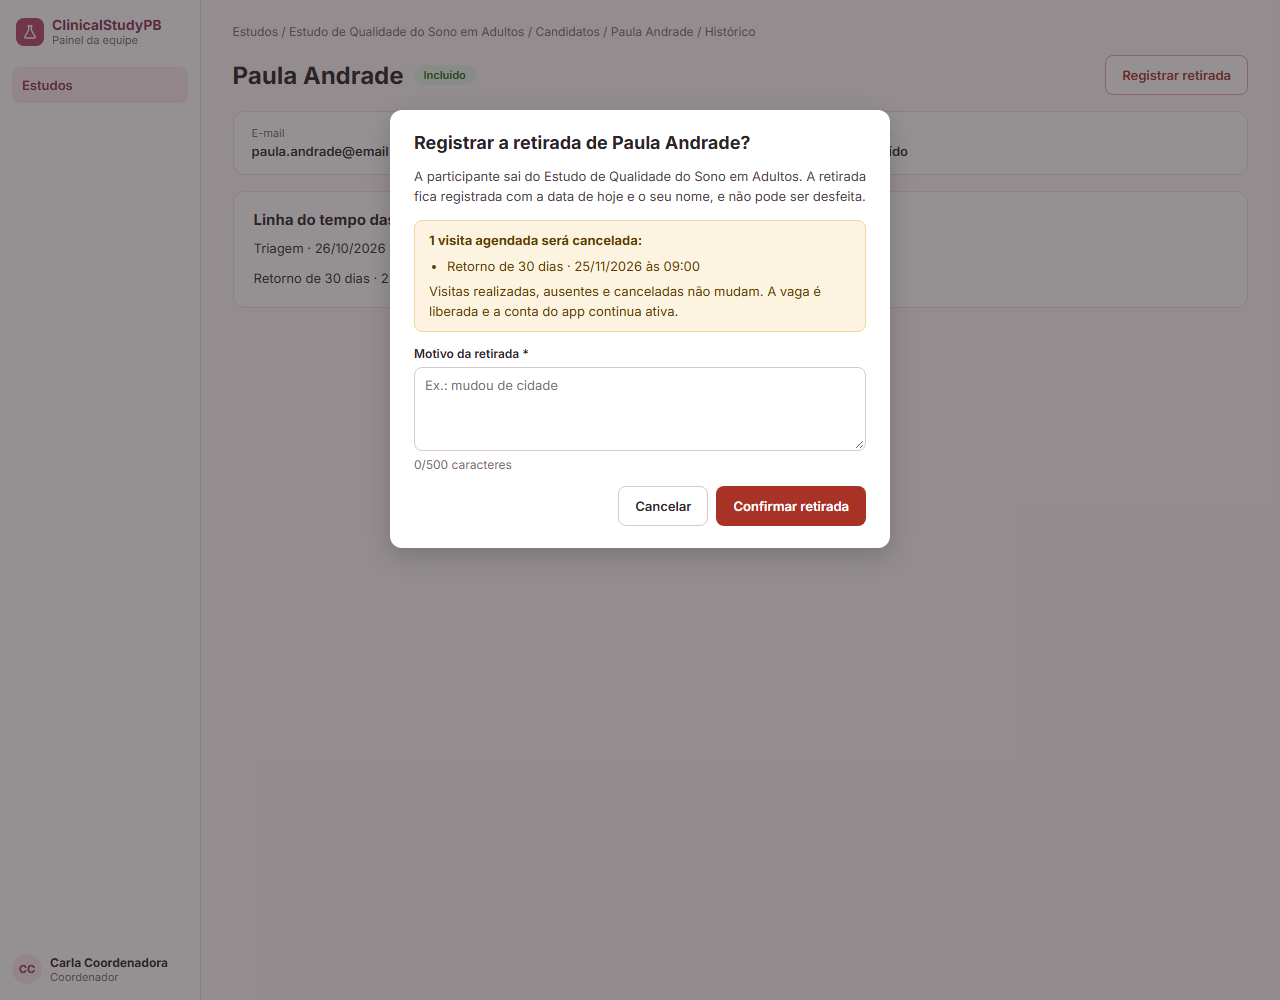 ClinicalStudyPB
Painel da equipe
Estudos
Estudos / Estudo de Qualidade do Sono em Adultos / Candidatos / Paula Andrade / Histórico
Paula Andrade
Incluído
Registrar retirada
E-mail
paula.andrade@email
ído
Linha do tempo das
Triagem · 26/10/2026
Retorno de 30 dias · 2
Registrar a retirada de Paula Andrade?
A participante sai do Estudo de Qualidade do Sono em Adultos. A retirada
fica registrada com a data de hoje e o seu nome, e não pode ser desfeita.
1 visita agendada será cancelada:
• Retorno de 30 dias · 25/11/2026 às 09:00
Visitas realizadas, ausentes e canceladas não mudam. A vaga é
liberada e a conta do app continua ativa.
Motivo da retirada *
Ex.: mudou de cidade
0/500 caracteres
Cancelar
Confirmar retirada
CC
Carla Coordenadora
Coordenador